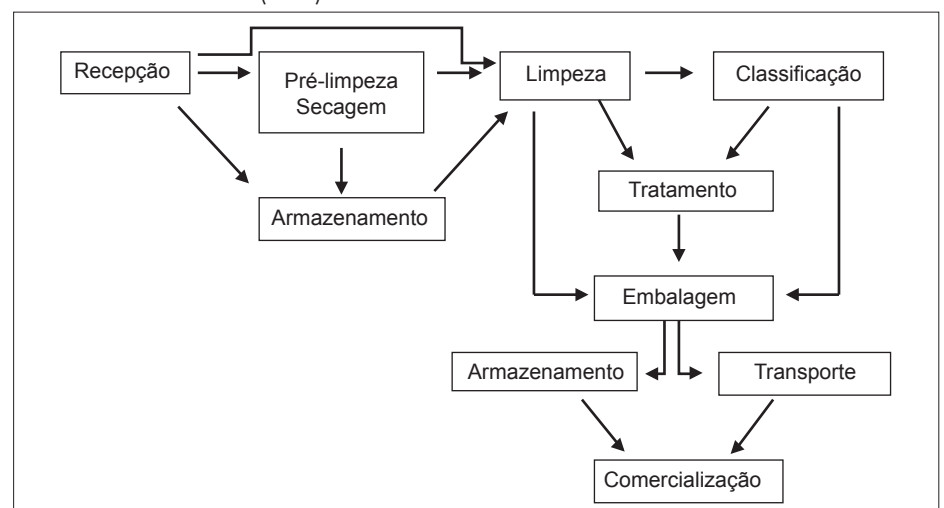 Recepção
Pré-limpeza
Secagem
Limpeza
Classificação
Armazenamento
Tratamento
Embalagem
Armazenamento
Transporte
Comercialização